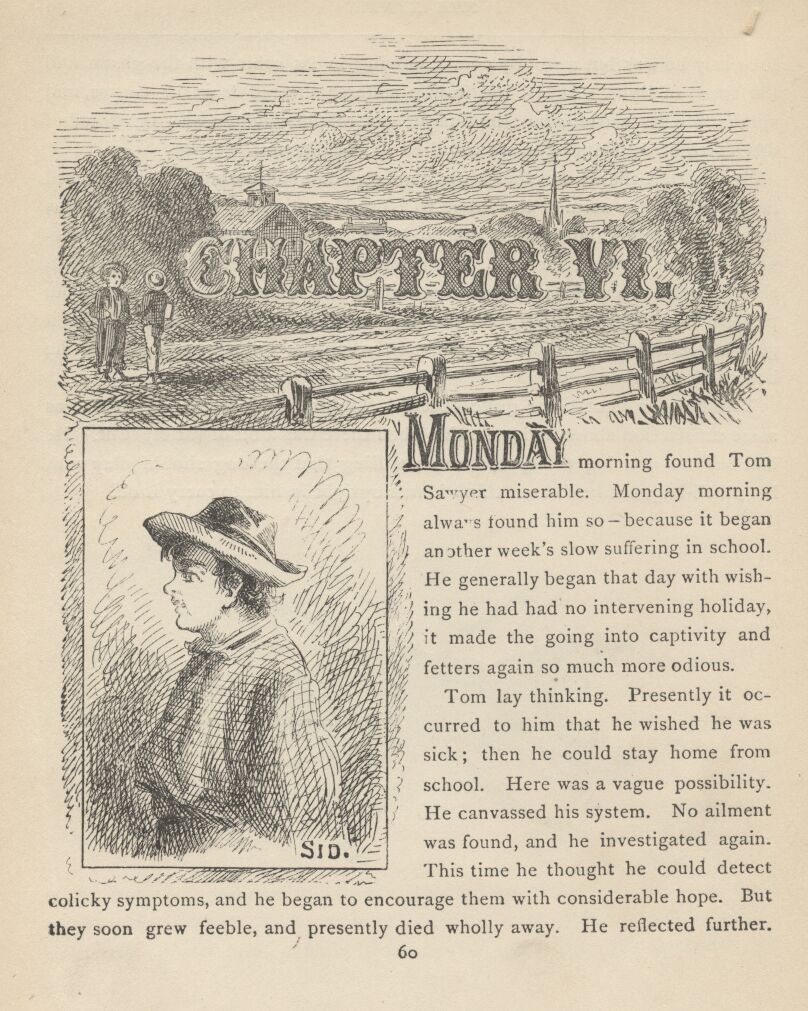 CHAPTER VI.
MONDAY morning found Tom
Sawyer miserable. Monday morning
always found him so—because it began
another week's slow suffering in school.
He generally began that day with wish-
ing he had had no intervening holiday,
it made the going into captivity and
fetters again so much more odious.
Tom lay thinking. Presently it oc-
curred to him that he wished he was
sick; then he could stay home from
school. Here was a vague possibility.
He canvassed his system. No ailment
was found, and he investigated again.
This time he thought he could detect
SID.
colicky symptoms, and he began to encourage them with considerable hope. But
they soon grew feeble, and presently died wholly away. He reflected further.
60